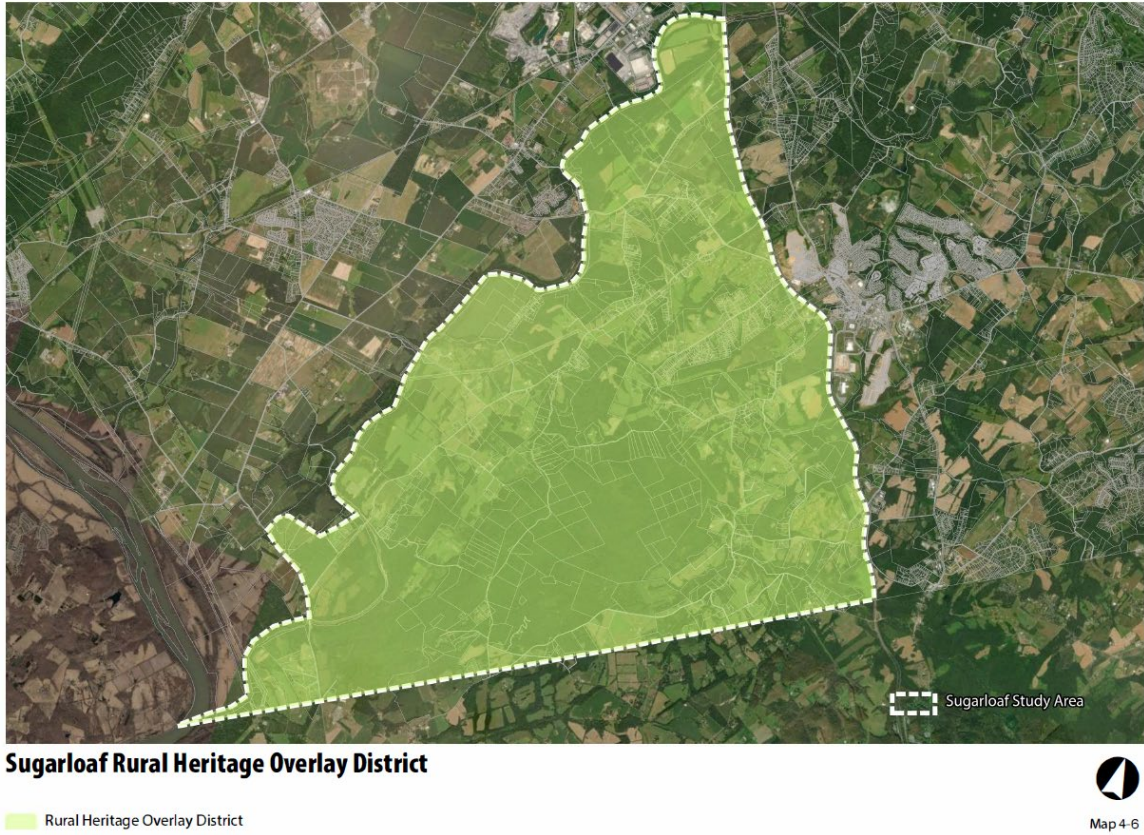 Sugarloaf Study Area
Sugarloaf Rural Heritage Overlay District
Rural Heritage Overlay District
Map 4-6